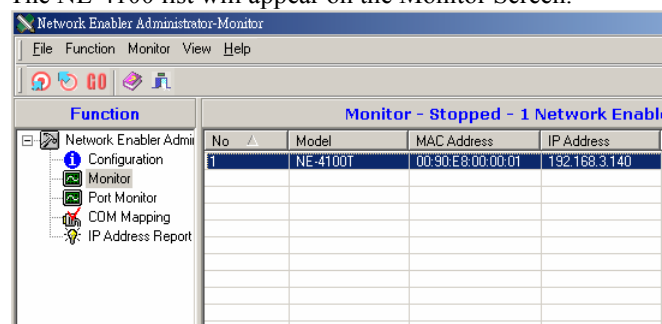 The NE-4100 list will appear on the Monitor Screen.
Network Enabler Administrator-Monitor
File Function Monitor View Help
GO
Function
Monitor - Stopped - 1 Network Enable
Network Enabler Admi
Configuration
Monitor
Port Monitor
COM Mapping
IP Address Report
No Model MAC Address IP Address
1 NE-4100T 00:90:E8:00:00:01 192.168.3.140